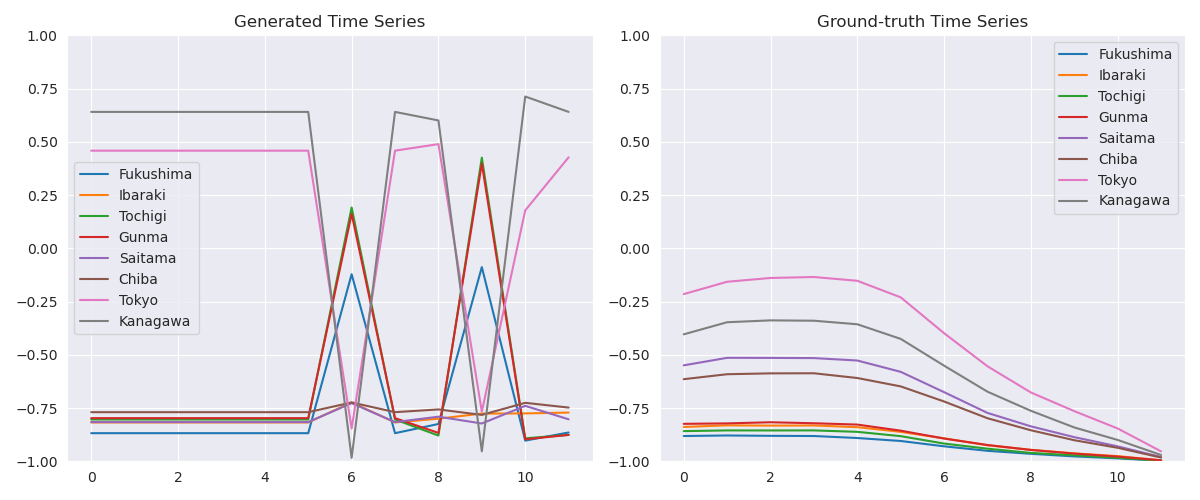 Generated Time Series
1.00
0.75
0.50
0.25
0.00
−0.25
−0.50
−0.75
−1.00
0 2 4 6 8 10
Fukushima
Ibaraki
Tochigi
Gunma
Saitama
Chiba
Tokyo
Kanagawa
Ground-truth Time Series
1.00
0.75
0.50
0.25
0.00
−0.25
−0.50
−0.75
−1.00
0 2 4 6 8 10
Fukushima
Ibaraki
Tochigi
Gunma
Saitama
Chiba
Tokyo
Kanagawa